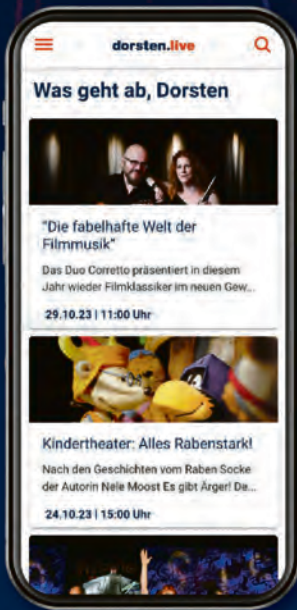 dorsten.live
Was geht ab, Dorsten
"Die fabelhafte Welt der
Filmmusik"
Das Duo Corretto präsentiert in diesem
Jahr wieder Filmklassiker im neuen Gew...
29.10.23 | 11:00 Uhr
Kindertheater: Alles Rabenstark!
Nach den Geschichten vom Raben Socke
der Autorin Nele Moost Es gibt Ärger! De...
24.10.23 | 15:00 Uhr